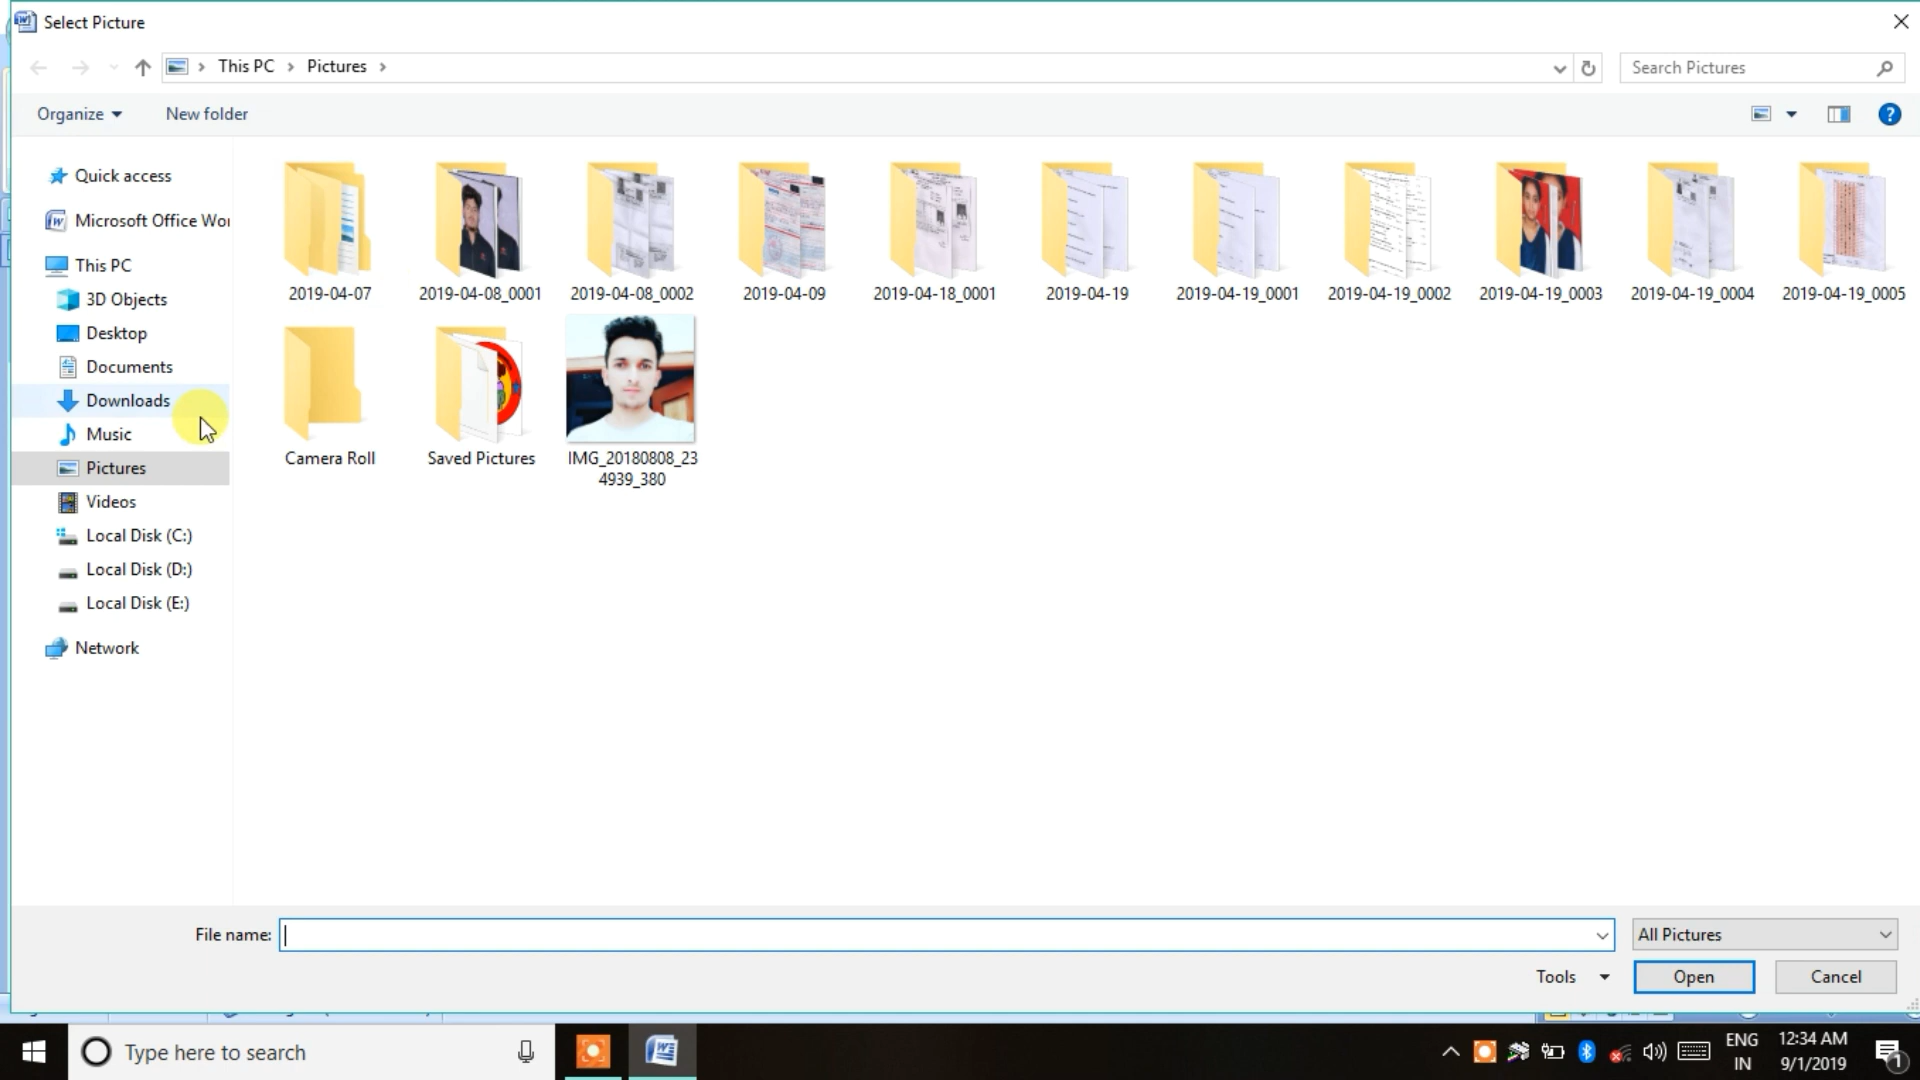 Select Picture
This PC > Pictures >
Search Pictures
Organize
New folder
Quick access
Microsoft Office Wor
This PC
3D Objects
Desktop
Documents
Downloads
Music
Pictures
Videos
Local Disk (C:)
Local Disk (D:)
Local Disk (E:)
Network
2019-04-07
2019-04-08_0001
2019-04-08_0002
2019-04-09
2019-04-18_0001
2019-04-19
2019-04-19_0001
2019-04-19_0002
2019-04-19_0003
2019-04-19_0004
2019-04-19_0005
Camera Roll
Saved Pictures
IMG_20180808_23
4939_380
File name:
All Pictures
Tools
Open
Cancel
Type here to search
ENG
IN
12:34 AM
9/1/2019
1